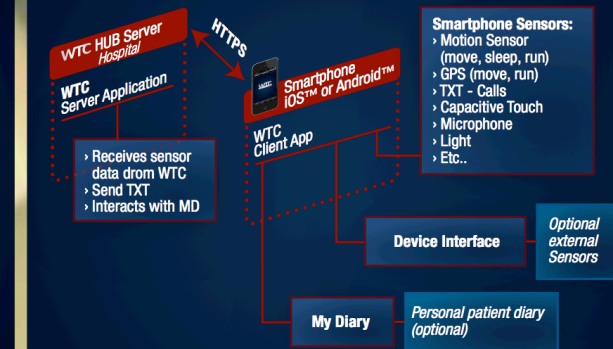 WTC HUB Server
Hospital
WTC
Server Application
› Receives sensor
data drom WTC
› Send TXT
› Interacts with MD
HTTPS
WTC
Smartphone
iOS™ or Android™
WTC
Client App
Smartphone Sensors:
› Motion Sensor
(move, sleep, run)
› GPS (move, run)
› TXT - Calls
› Capacitive Touch
› Microphone
› Light
› Etc..
Device Interface
Optional
external
Sensors
My Diary
Personal patient diary
(optional)